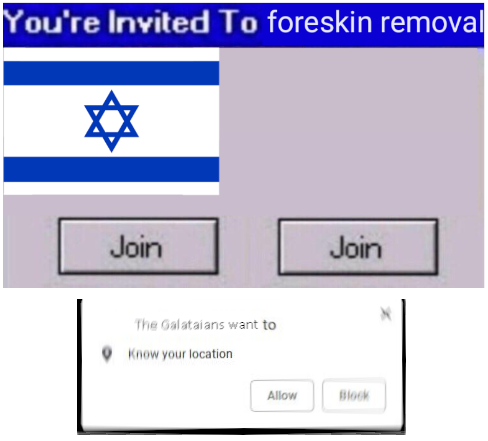 You're Invited To foreskin removal
Join Join
The Galataians want to
Know your location
Allow Block